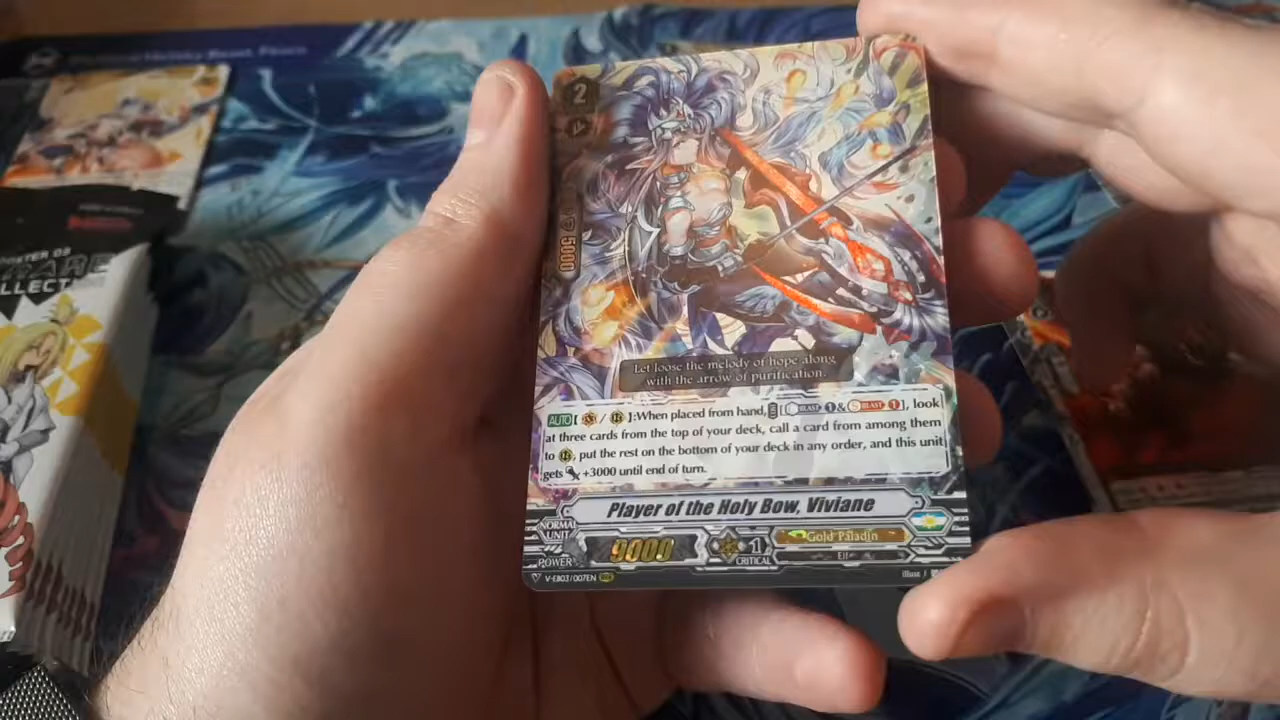 2
5000
Let loose the melody of hope along
with the arrow of purification.
AUTO [ / ]:When placed from hand, [ BLAST 1 & S BLAST 1 ], look
at three cards from the top of your deck, call a card from among them
to , put the rest on the bottom of your deck in any order, and this unit
gets +3000 until end of turn.
Player of the Holy Bow, Viviane
NORMAL
UNIT
POWER 9000
1
CRITICAL
Gold Paladin
Elf
V-EB03/007EN RRR